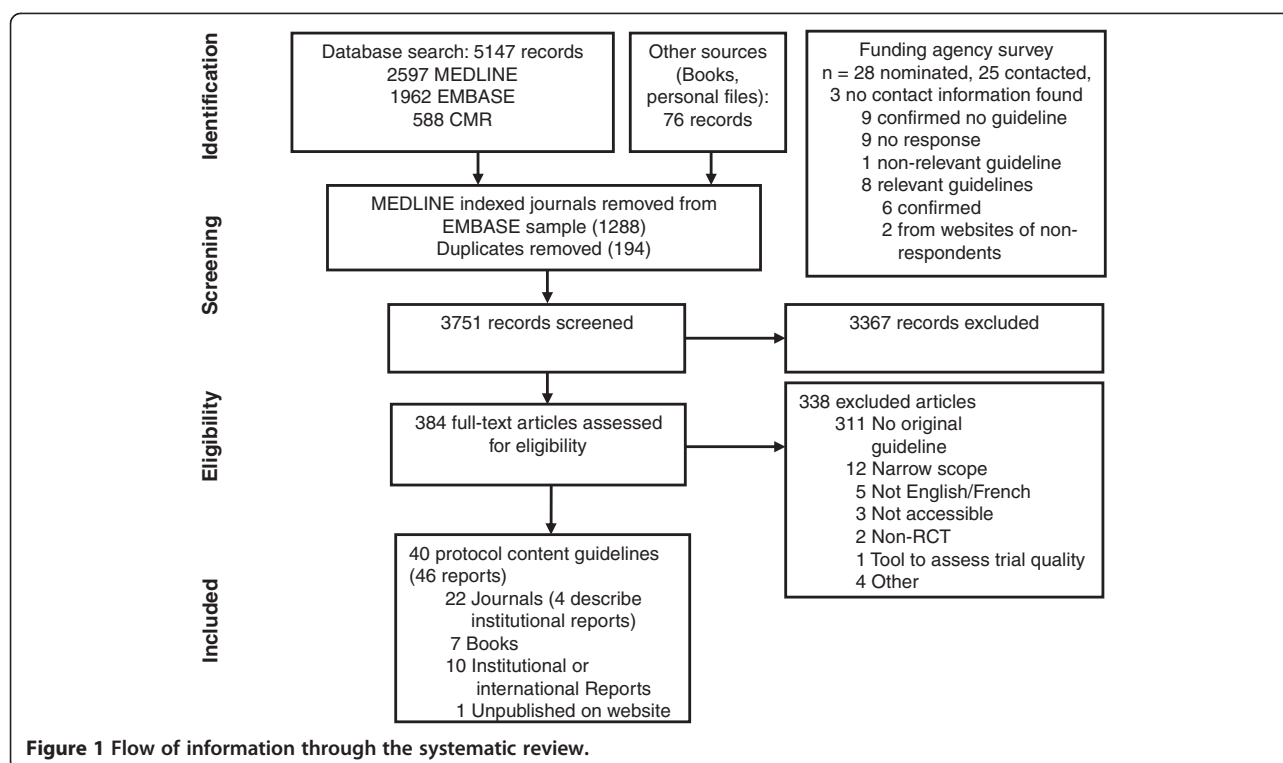 Identification
Database search: 5147 records
2597 MEDLINE
1962 EMBASE
588 CMR
Other sources
(Books,
personal files):
76 records
Funding agency survey
n = 28 nominated, 25 contacted,
3 no contact information found
9 confirmed no guideline
9 no response
1 non-relevant guideline
8 relevant guidelines
6 confirmed
2 from websites of non-
respondents
Screening
MEDLINE indexed journals removed from
EMBASE sample (1288)
Duplicates removed (194)
3751 records screened
3367 records excluded
Eligibility
384 full-text articles assessed
for eligibility
338 excluded articles
311 No original
guideline
12 Narrow scope
5 Not English/French
3 Not accessible
2 Non-RCT
1 Tool to assess trial quality
4 Other
Included
40 protocol content guidelines
(46 reports)
22 Journals (4 describe
institutional reports)
7 Books
10 Institutional or
international Reports
1 Unpublished on website
Figure 1 Flow of information through the systematic review.